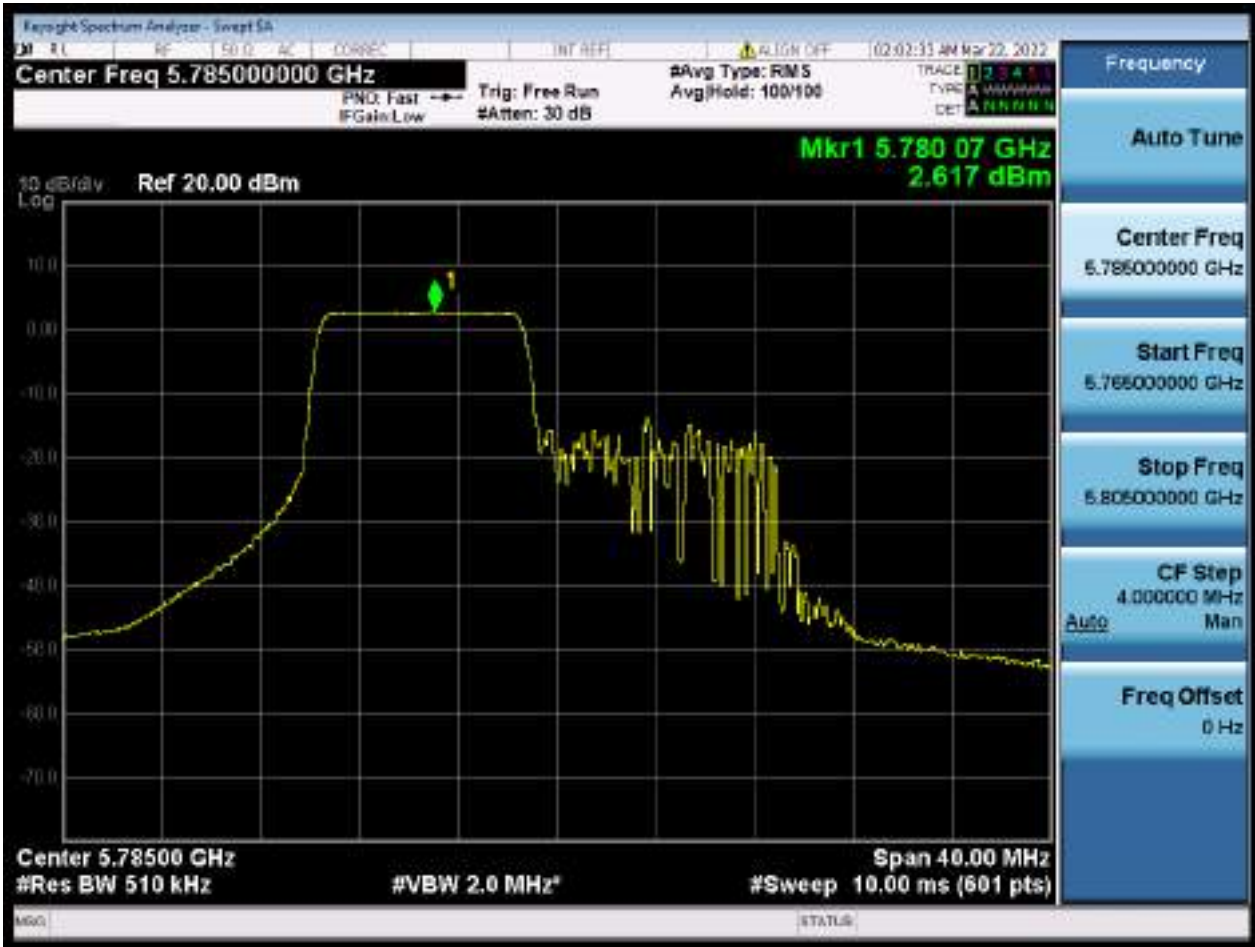 Keysight Spectrum Analyzer - Swept SA
RL RF 50 Ω AC CORREC INT REF ALIGN OFF 02:02:33 AM Mar 22, 2022
Center Freq 5.785000000 GHz
PNO: Fast
IFGain:Low
Trig: Free Run
#Atten: 30 dB
#Avg Type: RMS
Avg|Hold: 100/100
TRACE 1 2 3 4 5 6
TYPE A WWWWW
DET A N N N N N
Mkr1 5.780 07 GHz
2.617 dBm
10 dB/div Ref 20.00 dBm
Log
10.0
0.00
-10.0
-20.0
-30.0
-40.0
-50.0
-60.0
-70.0
1
Center 5.78500 GHz
Span 40.00 MHz
#Res BW 510 kHz
#VBW 2.0 MHz*
#Sweep 10.00 ms (601 pts)
MSG
STATUS
Frequency
Auto Tune
Center Freq
5.785000000 GHz
Start Freq
5.765000000 GHz
Stop Freq
5.805000000 GHz
CF Step
4.000000 MHz
Auto Man
Freq Offset
0 Hz